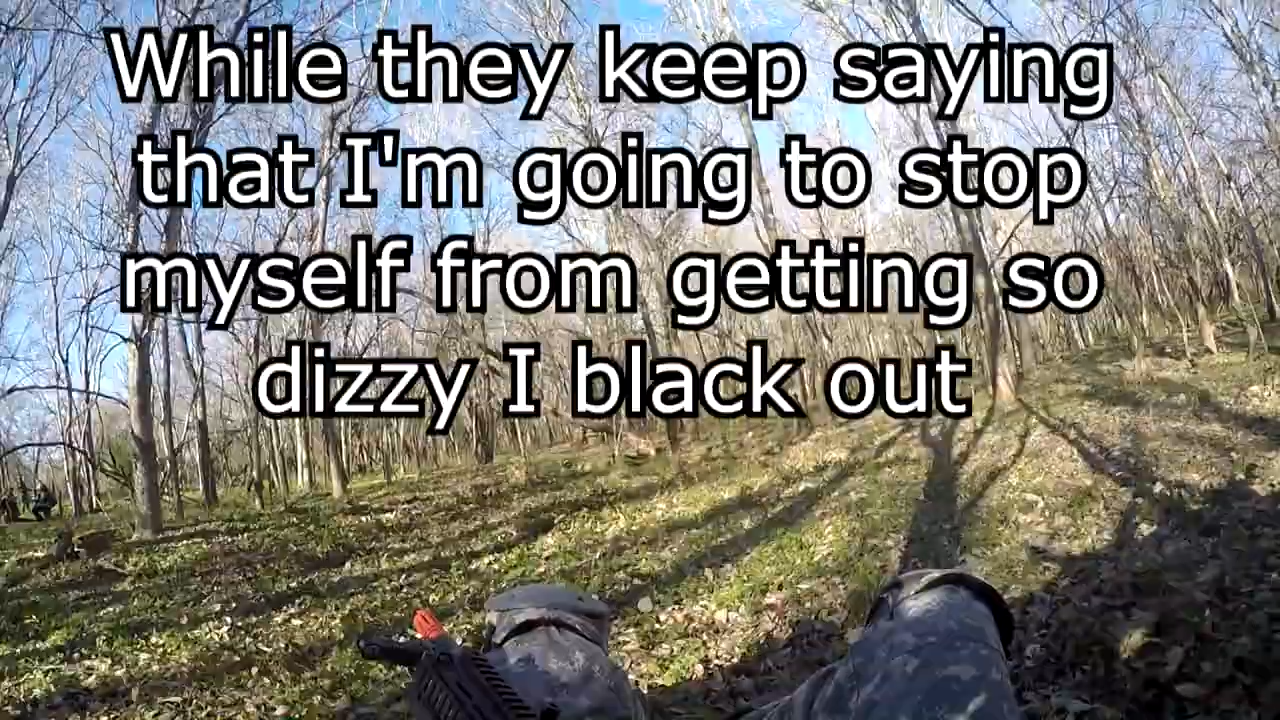 While they keep saying
that I'm going to stop
myself from getting so
dizzy I black out